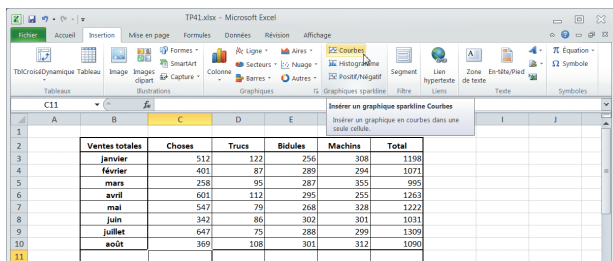 TP41.xlsx - Microsoft Excel
Fichier Accueil Insertion Mise en page Formules Données Révision Affichage
TblCroiséDynamique Tableau Image Images clipart Formes SmartArt Capture Colonne Ligne Secteurs Barres Aires Nuage Autres Courbes Histogramme Positif/Négatif Segment Lien hypertexte Zone de texte En-tête/Pied Équation Symbole
Tableaux Illustrations Graphiques Graphiques sparkline Filtre Liens Texte Symboles
C11 fx
Insérer un graphique sparkline Courbes
Insérer un graphique en courbes dans une
seule cellule.
A B C D E I J
1
2 Ventes totales Choses Trucs Bidules Machins Total
3 janvier 512 122 256 308 1198
4 février 401 87 289 294 1071
5 mars 258 95 287 355 995
6 avril 601 112 295 255 1263
7 mai 547 79 268 328 1222
8 juin 342 86 302 301 1031
9 juillet 647 75 288 299 1309
10 août 369 108 301 312 1090
11